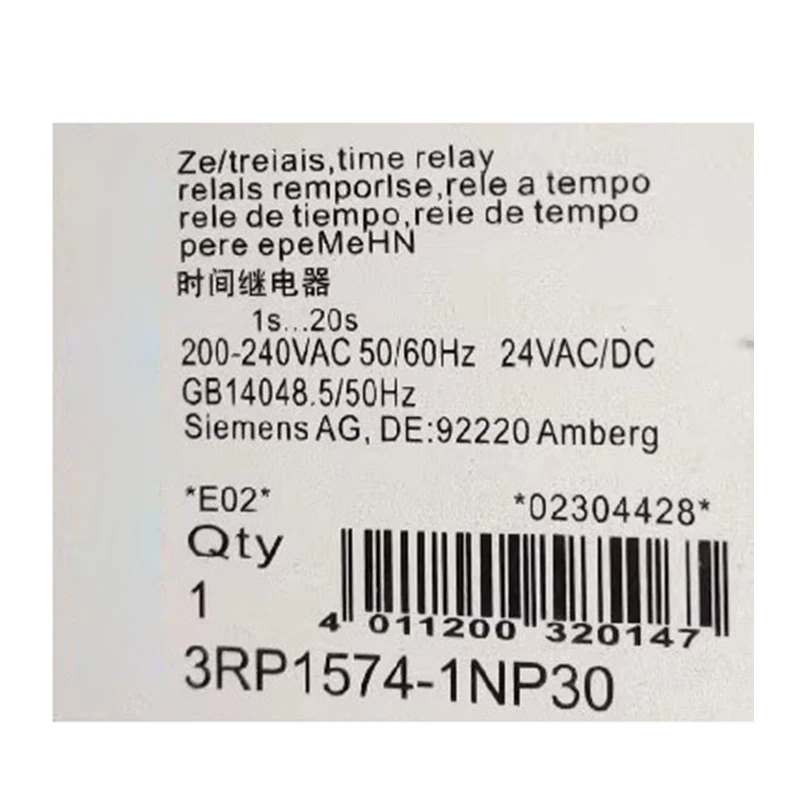 Ze/treiais,time relay
relals remporlse,rele a tempo
rele de tiempo,reie de tempo
pere epeMeHN
时间继电器
1s...20s
200-240VAC 50/60Hz 24VAC/DC
GB14048.5/50Hz
Siemens AG, DE:92220 Amberg
*E02* *02304428*
Qty
1
4 011200 320147
3RP1574-1NP30